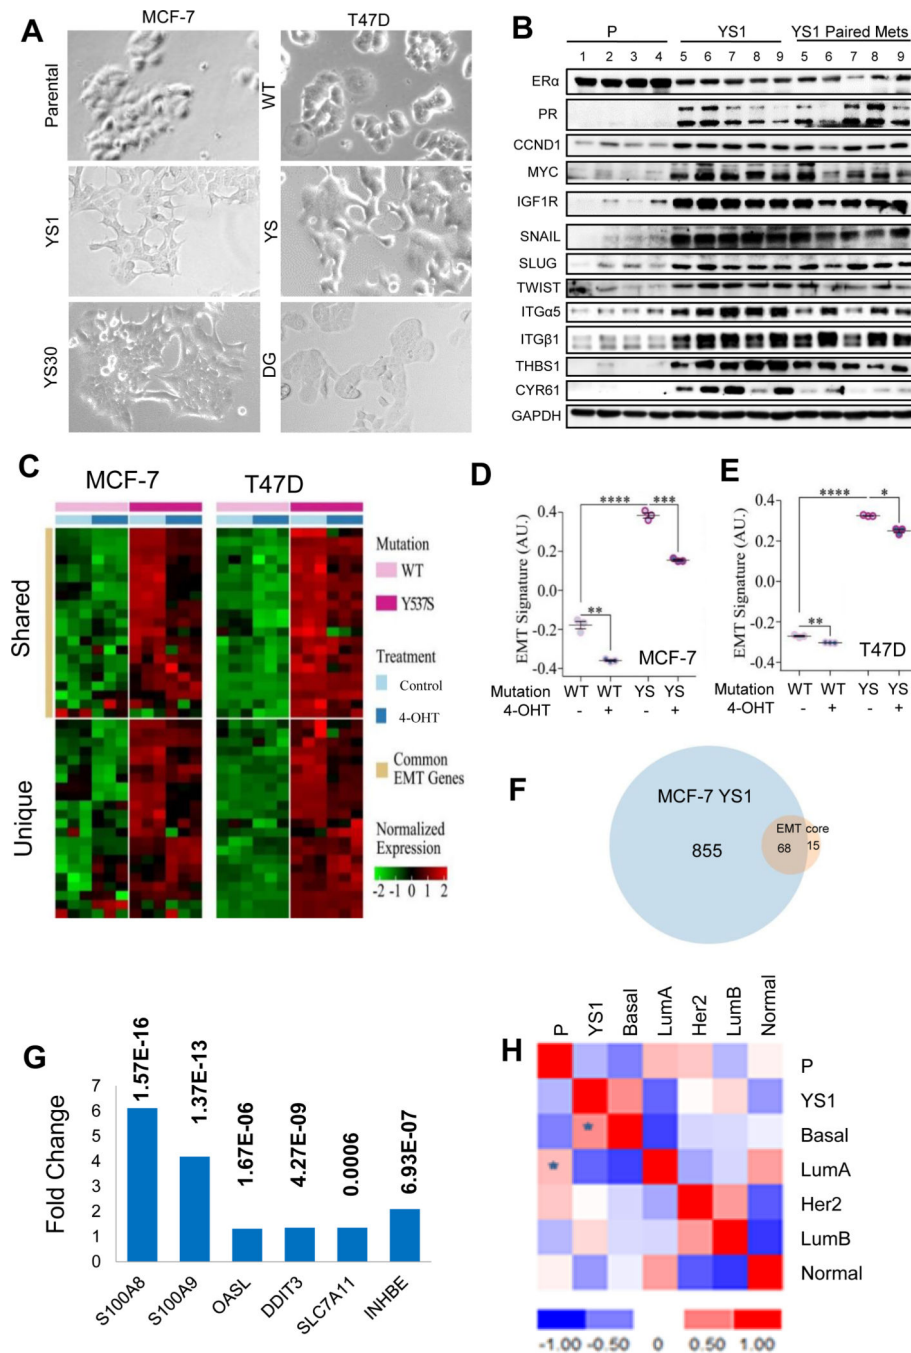 A
MCF-7
T47D
Parental
WT
YS1
YS
YS30
DG
B
P
YS1
YS1 Paired Mets
1 2 3 4 5 6 7 8 9 5 6 7 8 9
ERα
PR
CCND1
MYC
IGF1R
SNAIL
SLUG
TWIST
ITGα5
ITGβ1
THBS1
CYR61
GAPDH
C
MCF-7
T47D
Shared
Unique
Mutation
WT
Y537S
Treatment
Control
4-OHT
Common
EMT Genes
Normalized
Expression
-2 -1 0 1 2
D
**** ***
**
EMT Signature (AU.)
0.4
0.2
0.0
-0.2
-0.4
MCF-7
Mutation WT WT YS YS
4-OHT - + - +
E
**** *
**
EMT Signature (AU.)
0.4
0.2
0.0
-0.2
-0.4
T47D
Mutation WT WT YS YS
4-OHT - + - +
F
MCF-7 YS1
855
EMT core
68
15
G
Fold Change
7
6
5
4
3
2
1
0
1.57E-16
1.37E-13
1.67E-06
4.27E-09
0.0006
6.93E-07
S100A8
S100A9
OASL
DDIT3
SLC7A11
INHBE
H
P
YS1
Basal
LumA
Her2
LumB
Normal
P
YS1
Basal
LumA
Her2
LumB
Normal
-1.00 -0.50 0 0.50 1.00